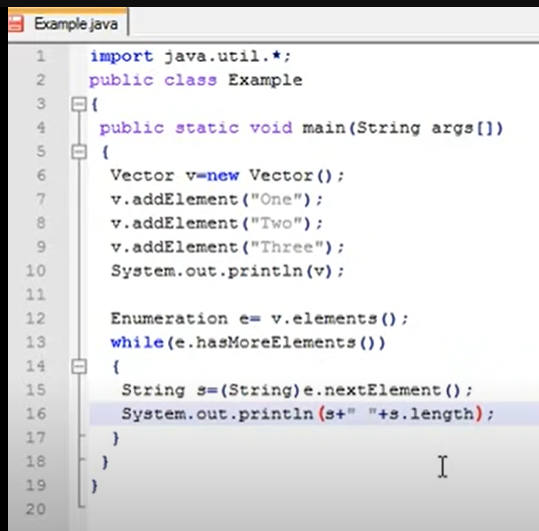 Example.java
1 import java.util.*;
2 public class Example
3 {
4 public static void main(String args[])
5 {
6 Vector v=new Vector();
7 v.addElement("One");
8 v.addElement("Two");
9 v.addElement("Three");
10 System.out.println(v);
11
12 Enumeration e= v.elements();
13 while(e.hasMoreElements())
14 {
15 String s=(String)e.nextElement();
16 System.out.println(s+" "+s.length);
17 }
18 }
19 }
20